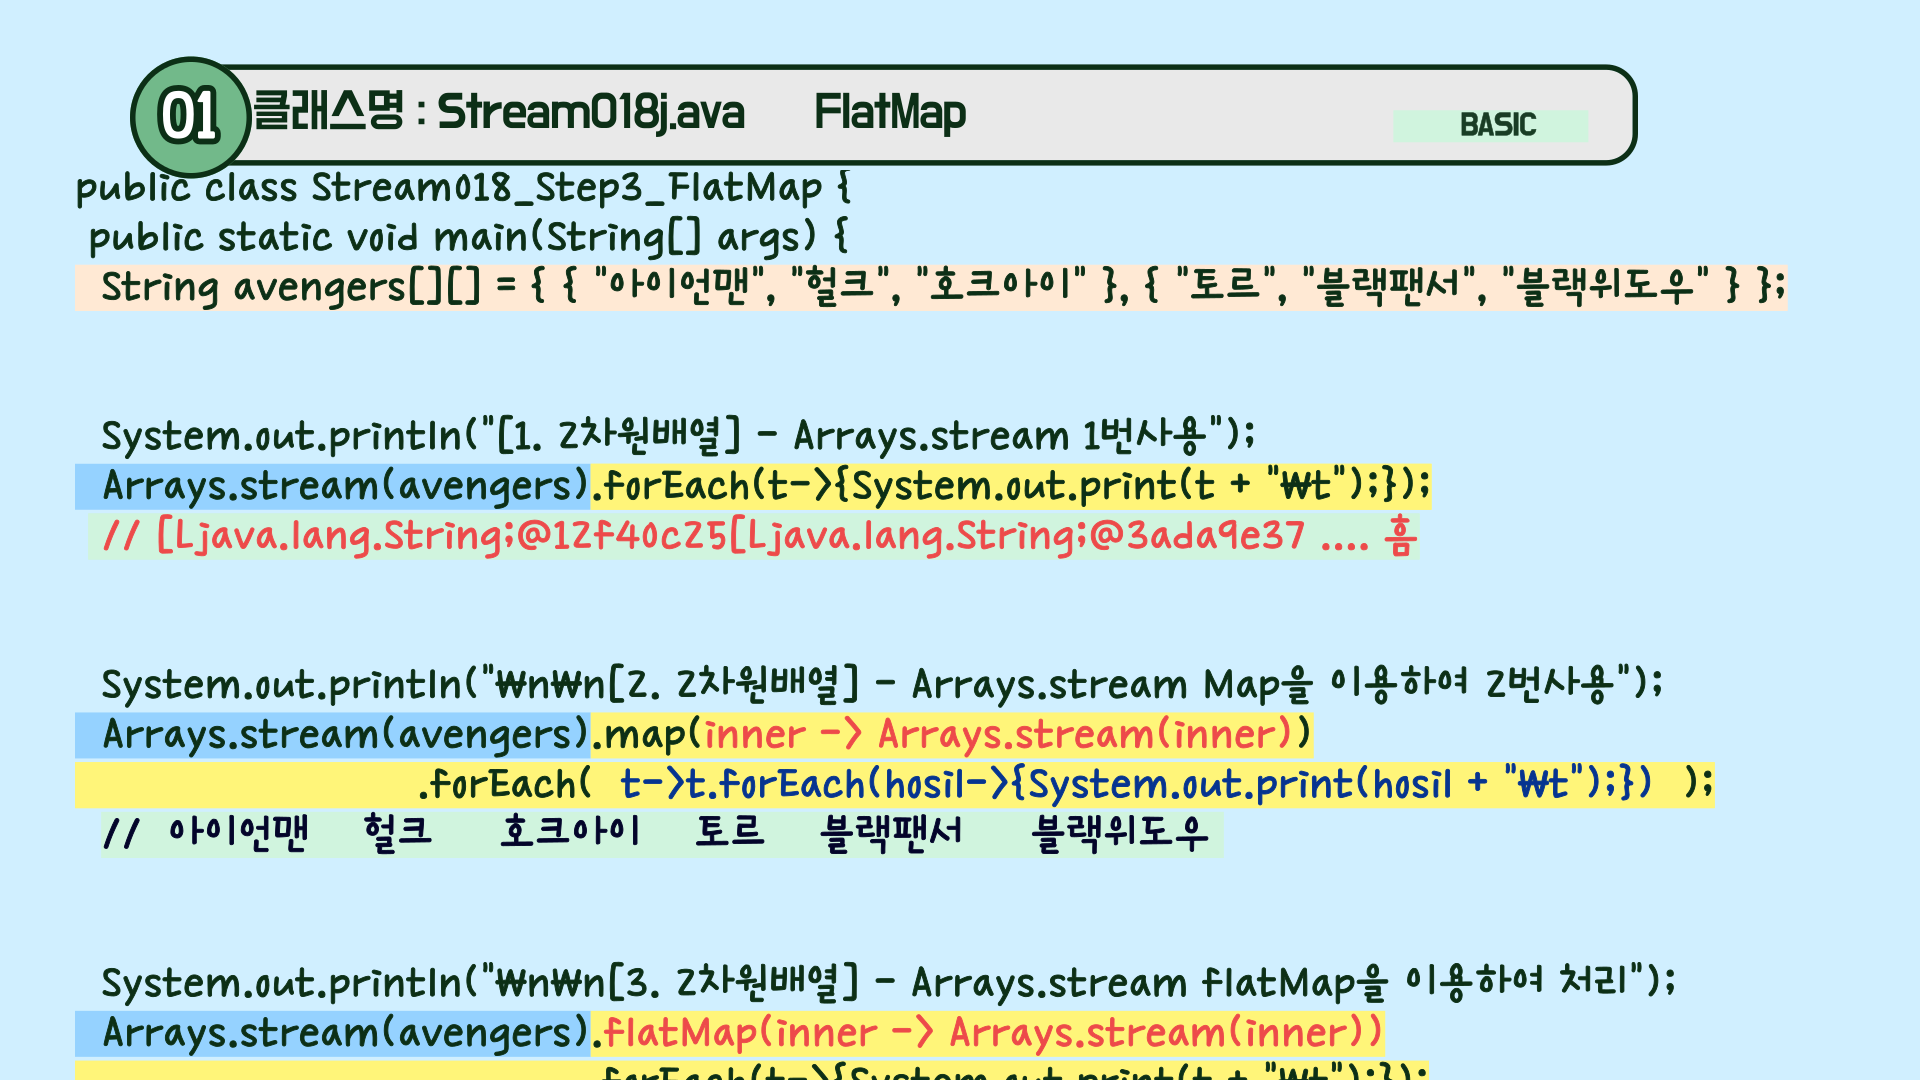 01 클래스명 : Stream018j.ava FlatMap BASIC
public class Stream018_Step3_FlatMap {
public static void main(String[] args) {
String avengers[][] = { { "아이언맨", "헐크", "호크아이" }, { "토르", "블랙팬서", "블랙위도우" } };
System.out.println("[1. 2차원배열] - Arrays.stream 1번사용");
Arrays.stream(avengers).forEach(t->{System.out.print(t + "₩t");});
// [Ljava.lang.String;@12f40c25[Ljava.lang.String;@3ada9e37 .... 흠
System.out.println("₩n₩n[2. 2차원배열] - Arrays.stream Map을 이용하여 2번사용");
Arrays.stream(avengers).map(inner -> Arrays.stream(inner))
.forEach( t->t.forEach(hosil->{System.out.print(hosil + "₩t");}) );
// 아이언맨 헐크 호크아이 토르 블랙팬서 블랙위도우
System.out.println("₩n₩n[3. 2차원배열] - Arrays.stream flatMap을 이용하여 처리");
Arrays.stream(avengers).flatMap(inner -> Arrays.stream(inner))
.forEach(t->{System.out.print(t + "₩t");});